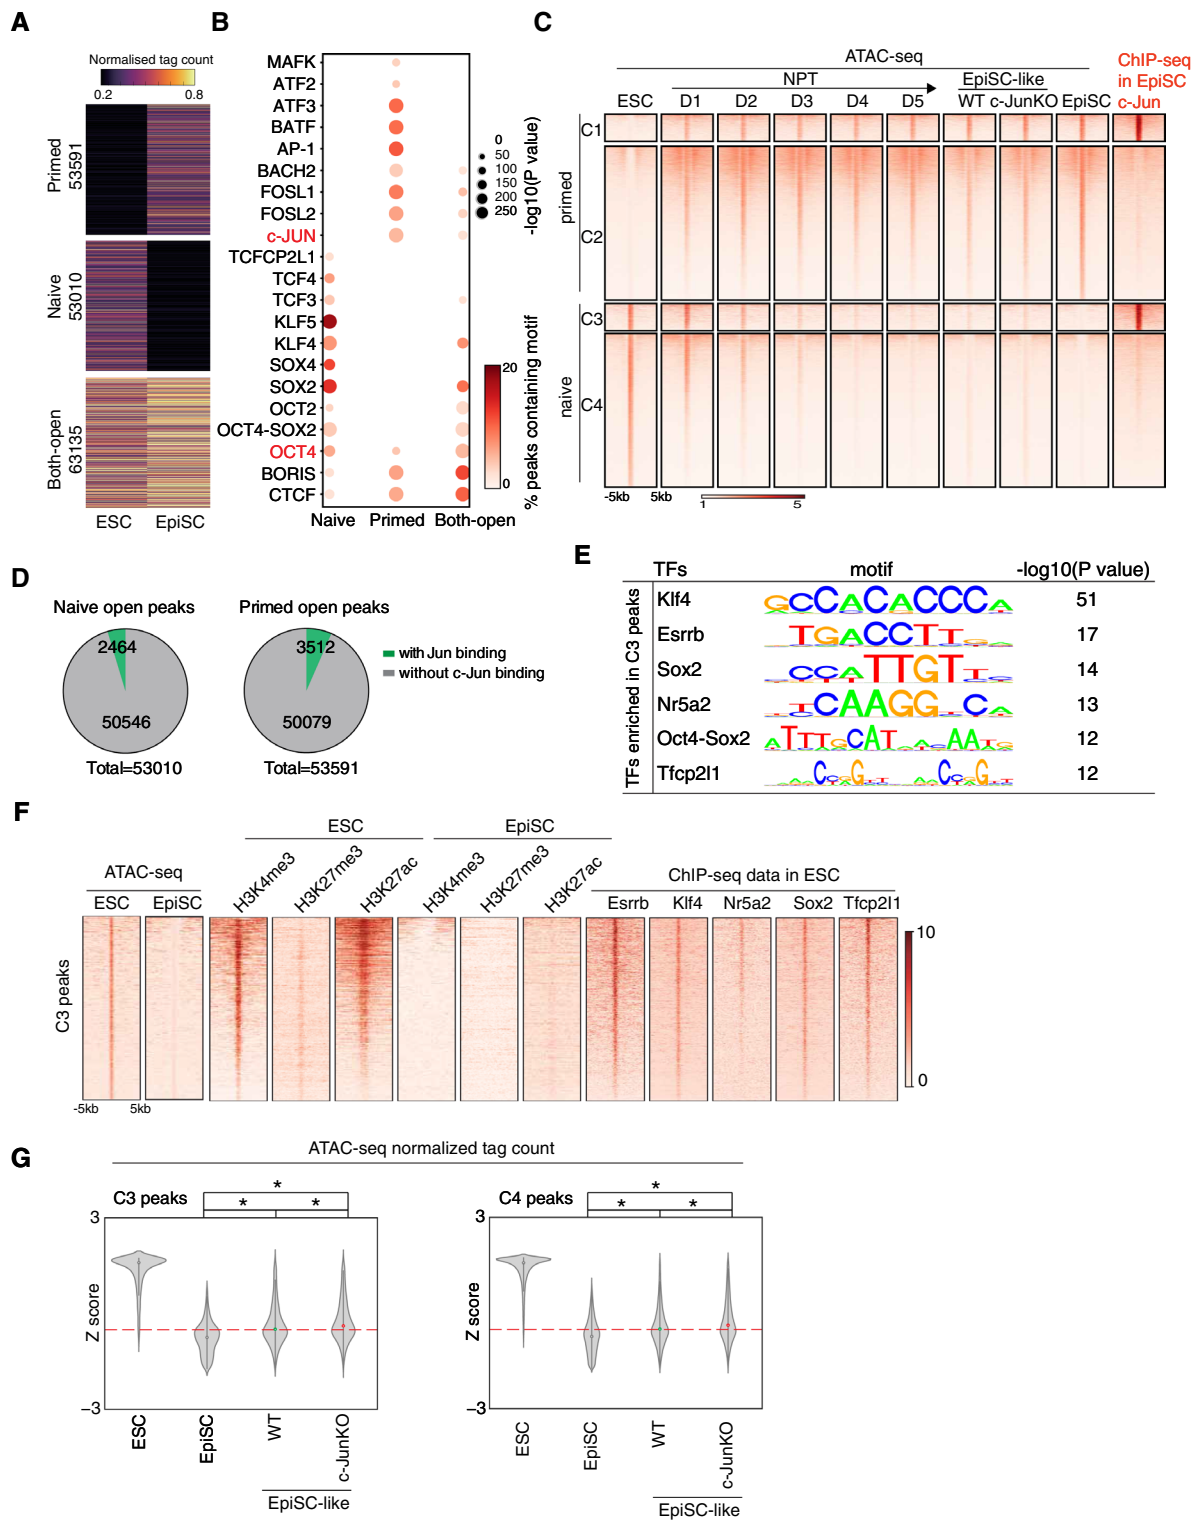 A
Normalised tag count
0.2 0.8
Primed
53591
Naive
53010
Both-open
63135
ESC EpiSC
B
MAFK
ATF2
ATF3
BATF
AP-1
BACH2
FOSL1
FOSL2
c-JUN
TCFCP2L1
TCF4
TCF3
KLF5
KLF4
SOX4
SOX2
OCT2
OCT4-SOX2
OCT4
BORIS
CTCF
Naive Primed Both-open
0
50
100
150
200
250
-log10(P value)
20
0
% peaks containing motif
C
ATAC-seq
NPT
EpiSC-like
ChIP-seq
in EpiSC
c-Jun
ESC D1 D2 D3 D4 D5 WT c-JunKO EpiSC
primed
C1
C2
naive
C3
C4
-5kb 5kb
1 5
D
Naive open peaks
2464
50546
Total=53010
Primed open peaks
3512
50079
Total=53591
with Jun binding
without c-Jun binding
E
TFs motif -log10(P value)
TFs enriched in C3 peaks
Klf4 GCCACACCCA 51
Esrrb TGACCTT 17
Sox2 CCATTGT 14
Nr5a2 TCAAGG CA 13
Oct4-Sox2 ATTTGCAT AATG 12
Tfcp2l1 12
F
ATAC-seq
ESC EpiSC
ESC
H3K4me3 H3K27me3 H3K27ac
EpiSC
H3K4me3 H3K27me3 H3K27ac
ChIP-seq data in ESC
Esrrb Klf4 Nr5a2 Sox2 Tfcp2l1
C3 peaks
-5kb 5kb
10
0
G
ATAC-seq normalized tag count
C3 peaks
*
* *
3
Z score
−3
ESC
EpiSC
WT
c-JunKO
EpiSC-like
C4 peaks
*
* *
3
Z score
−3
ESC
EpiSC
WT
c-JunKO
EpiSC-like